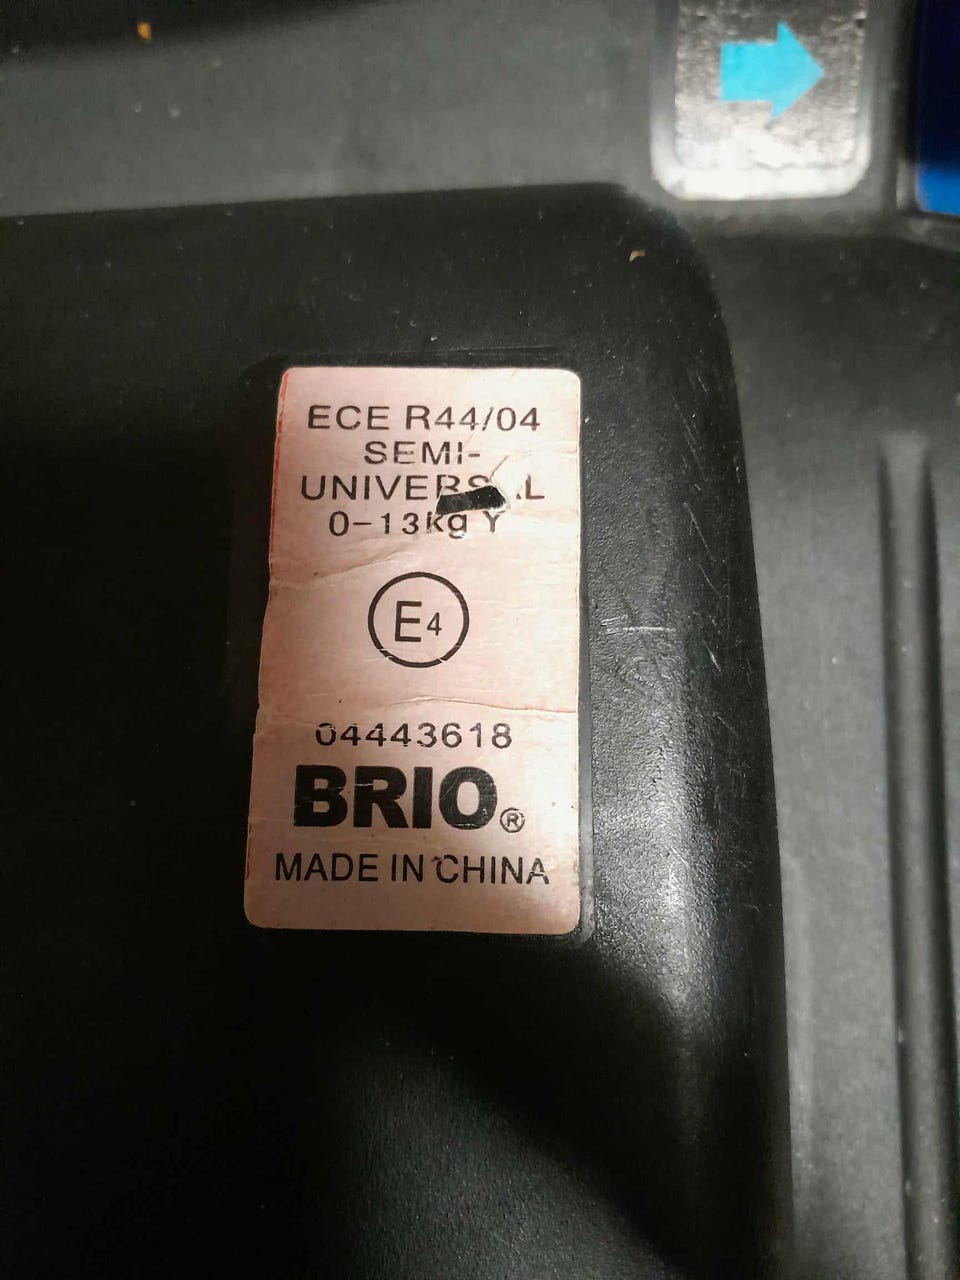 ECE R44/04
SEMI-
UNIVERSAL
0-13kg Y
E4
04443618
BRIO®
MADE IN CHINA